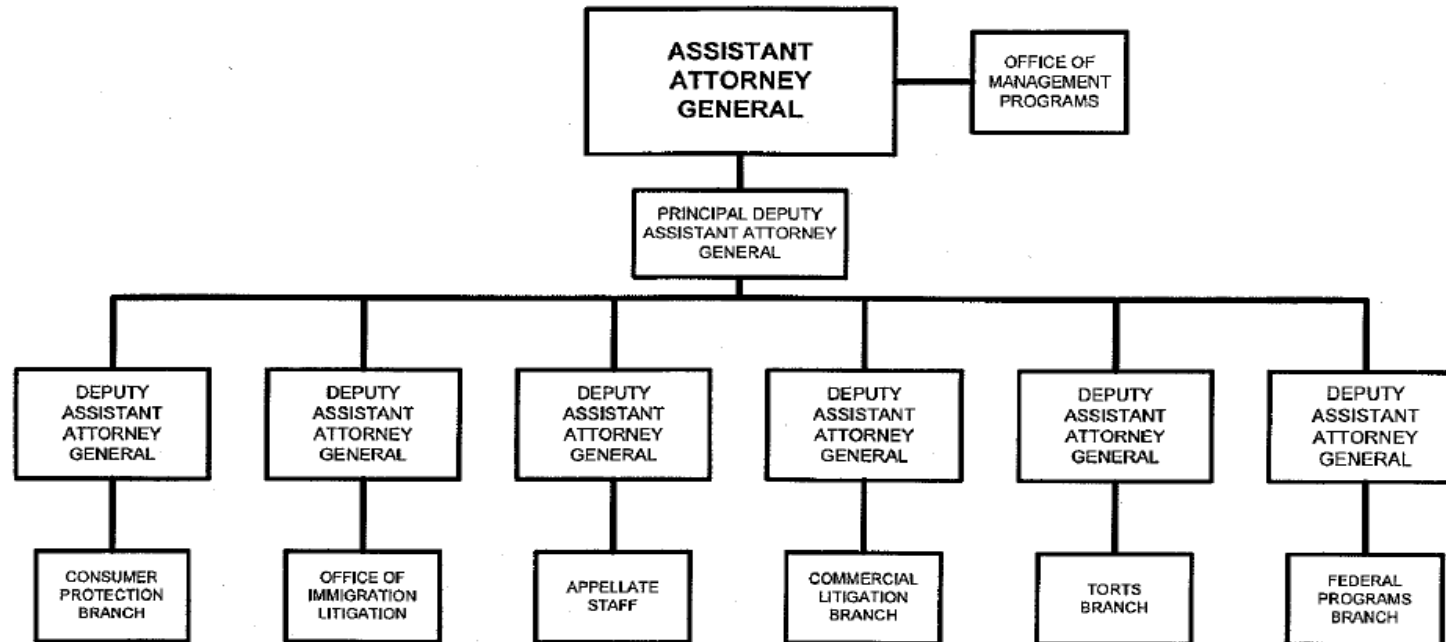 ASSISTANT
ATTORNEY
GENERAL
OFFICE OF
MANAGEMENT
PROGRAMS
PRINCIPAL DEPUTY
ASSISTANT ATTORNEY
GENERAL
DEPUTY
ASSISTANT
ATTORNEY
GENERAL
DEPUTY
ASSISTANT
ATTORNEY
GENERAL
DEPUTY
ASSISTANT
ATTORNEY
GENERAL
DEPUTY
ASSISTANT
ATTORNEY
GENERAL
DEPUTY
ASSISTANT
ATTORNEY
GENERAL
DEPUTY
ASSISTANT
ATTORNEY
GENERAL
CONSUMER
PROTECTION
BRANCH
OFFICE OF
IMMIGRATION
LITIGATION
APPELLATE
STAFF
COMMERCIAL
LITIGATION
BRANCH
TORTS
BRANCH
FEDERAL
PROGRAMS
BRANCH